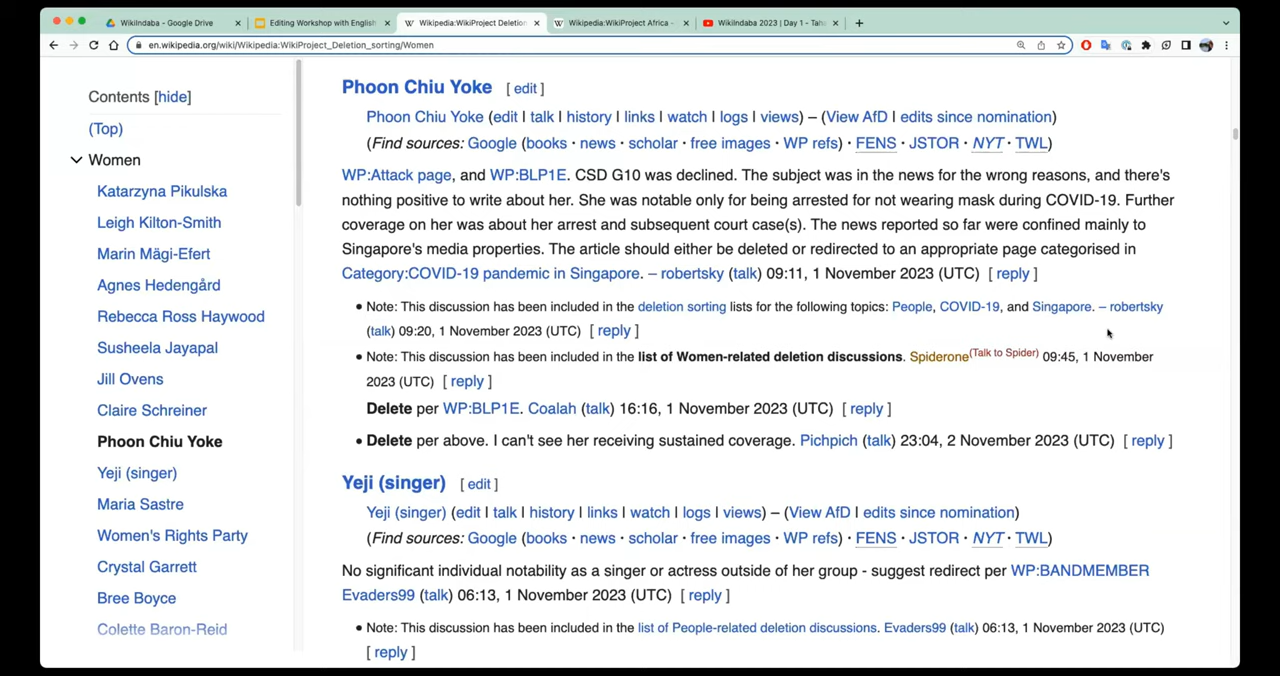 WikiIndaba - Google Drive
Editing Workshop with English
Wikipedia:WikiProject Deletion
Wikipedia:WikiProject Africa -
WikiIndaba 2023 | Day 1 - Taha
en.wikipedia.org/wiki/Wikipedia:WikiProject_Deletion_sorting/Women
Contents [hide]
(Top)
Women
Katarzyna Pikulska
Leigh Kilton-Smith
Marin Mägi-Efert
Agnes Hedengård
Rebecca Ross Haywood
Susheela Jayapal
Jill Ovens
Claire Schreiner
Phoon Chiu Yoke
Yeji (singer)
Maria Sastre
Women's Rights Party
Crystal Garrett
Bree Boyce
Colette Baron-Reid
Phoon Chiu Yoke [ edit ]
Phoon Chiu Yoke (edit | talk | history | links | watch | logs | views) – (View AfD | edits since nomination)
(Find sources: Google (books · news · scholar · free images · WP refs) · FENS · JSTOR · NYT · TWL)
WP:Attack page, and WP:BLP1E. CSD G10 was declined. The subject was in the news for the wrong reasons, and there's
nothing positive to write about her. She was notable only for being arrested for not wearing mask during COVID-19. Further
coverage on her was about her arrest and subsequent court case(s). The news reported so far were confined mainly to
Singapore's media properties. The article should either be deleted or redirected to an appropriate page categorised in
Category:COVID-19 pandemic in Singapore. – robertsky (talk) 09:11, 1 November 2023 (UTC) [ reply ]
• Note: This discussion has been included in the deletion sorting lists for the following topics: People, COVID-19, and Singapore. – robertsky
(talk) 09:20, 1 November 2023 (UTC) [ reply ]
• Note: This discussion has been included in the list of Women-related deletion discussions. Spiderone(Talk to Spider) 09:45, 1 November
2023 (UTC) [ reply ]
Delete per WP:BLP1E. Coalah (talk) 16:16, 1 November 2023 (UTC) [ reply ]
• Delete per above. I can't see her receiving sustained coverage. Pichpich (talk) 23:04, 2 November 2023 (UTC) [ reply ]
Yeji (singer) [ edit ]
Yeji (singer) (edit | talk | history | links | watch | logs | views) – (View AfD | edits since nomination)
(Find sources: Google (books · news · scholar · free images · WP refs) · FENS · JSTOR · NYT · TWL)
No significant individual notability as a singer or actress outside of her group - suggest redirect per WP:BANDMEMBER
Evaders99 (talk) 06:13, 1 November 2023 (UTC) [ reply ]
• Note: This discussion has been included in the list of People-related deletion discussions. Evaders99 (talk) 06:13, 1 November 2023 (UTC)
[ reply ]